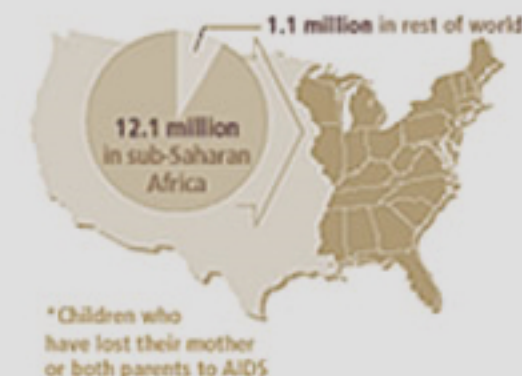 1.1 million in rest of world
12.1 million
in sub-Saharan
Africa
*Children who
have lost their mother
or both parents to AIDS